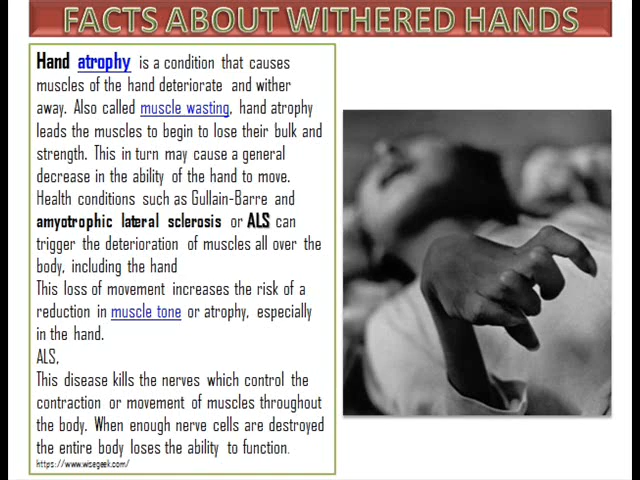 FACTS ABOUT WITHERED HANDS
Hand atrophy is a condition that causes
muscles of the hand deteriorate and wither
away. Also called muscle wasting, hand atrophy
leads the muscles to begin to lose their bulk and
strength. This in turn may cause a general
decrease in the ability of the hand to move.
Health conditions such as Gullain-Barre and
amyotrophic lateral sclerosis or ALS can
trigger the deterioration of muscles all over the
body, including the hand
This loss of movement increases the risk of a
reduction in muscle tone or atrophy, especially
in the hand.
ALS,
This disease kills the nerves which control the
contraction or movement of muscles throughout
the body. When enough nerve cells are destroyed
the entire body loses the ability to function.
https://www.wisegeek.com/